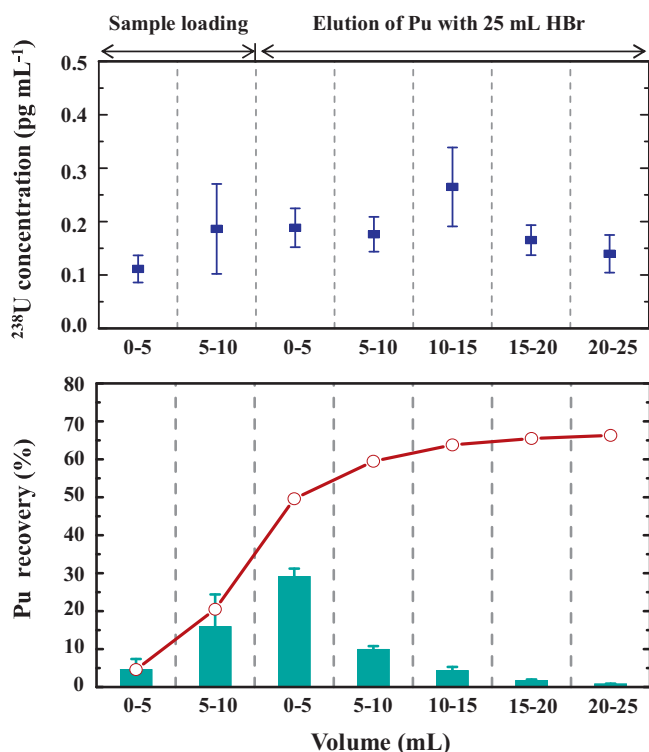 Sample loading Elution of Pu with 25 mL HBr
0.5
0.4
0.3
0.2
0.1
0.0
²³⁸U concentration (pg mL⁻¹)
0-5 5-10 0-5 5-10 10-15 15-20 20-25
80
70
60
50
40
30
20
10
0
Pu recovery (%)
0-5 5-10 0-5 5-10 10-15 15-20 20-25
Volume (mL)